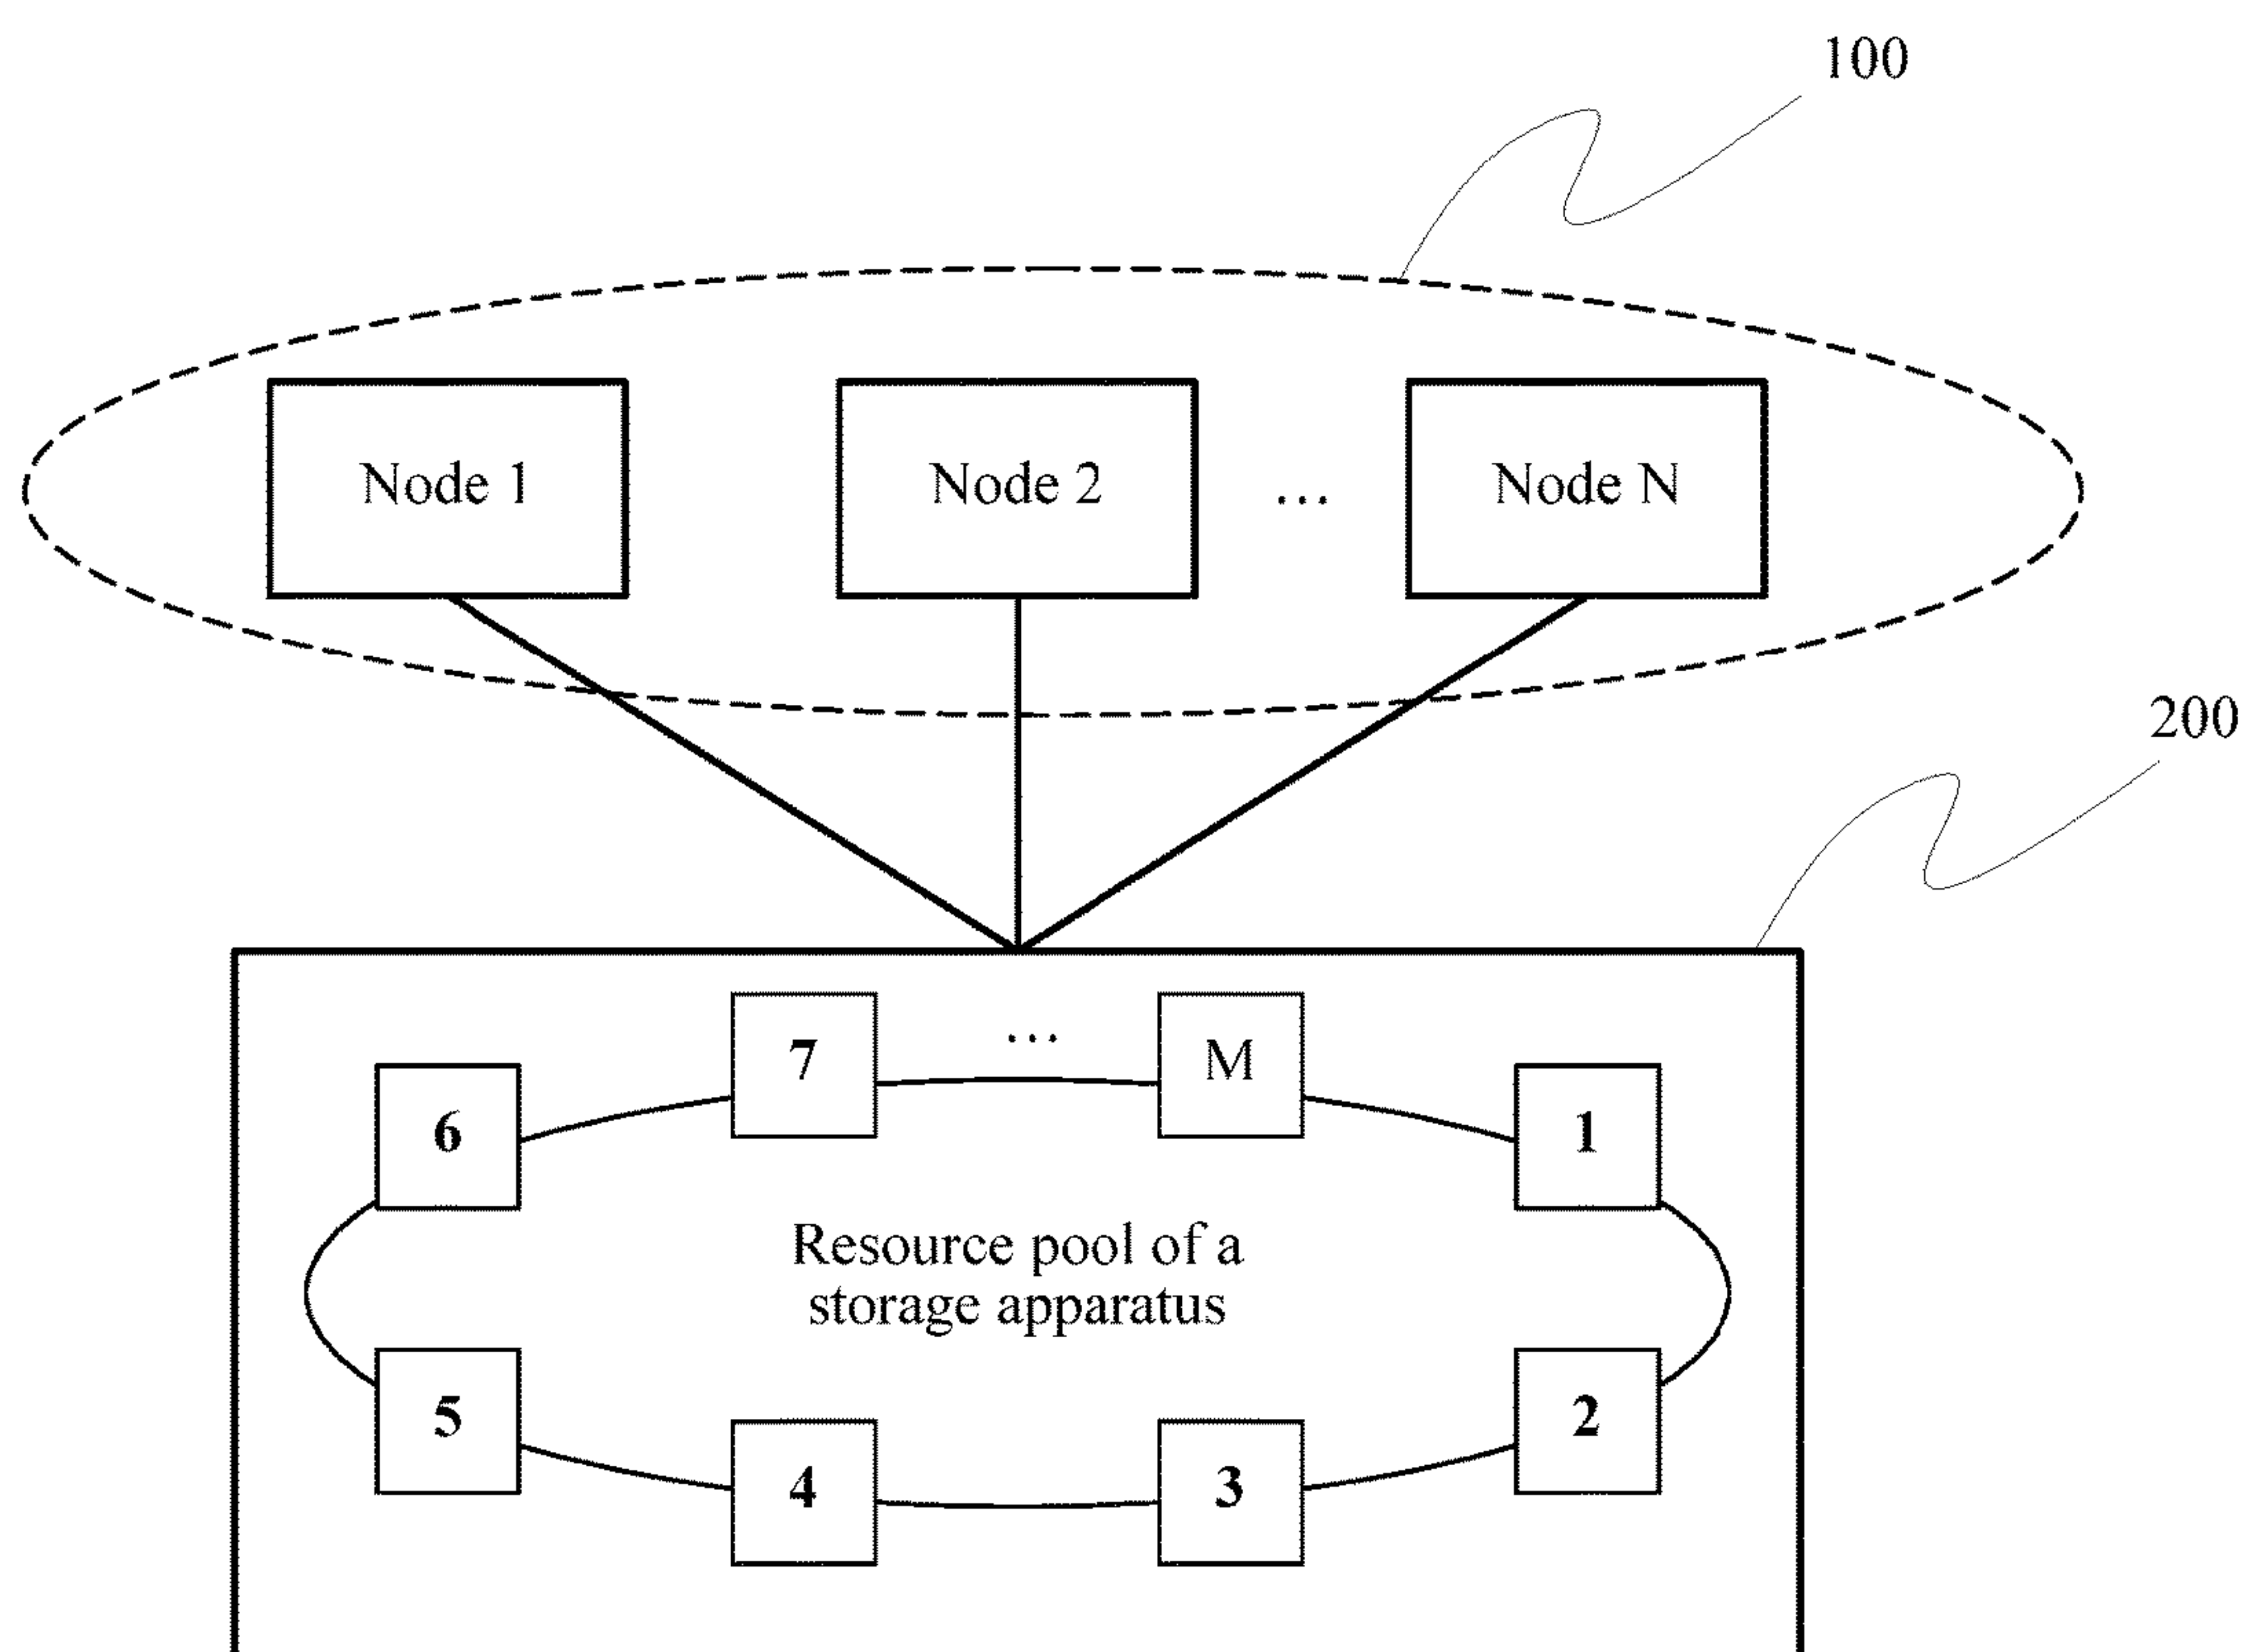 100
Node 1
Node 2
...
Node N
200
7
...
M
6
1
Resource pool of a
storage apparatus
5
2
4
3